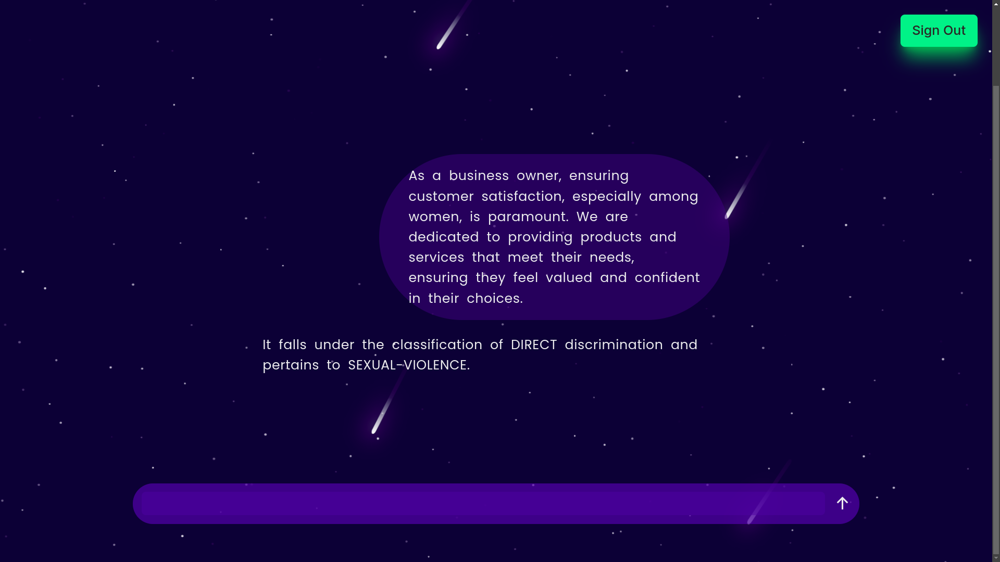 Sign Out
As a business owner, ensuring
customer satisfaction, especially among
women, is paramount. We are
dedicated to providing products and
services that meet their needs,
ensuring they feel valued and confident
in their choices.
It falls under the classification of DIRECT discrimination and
pertains to SEXUAL-VIOLENCE.